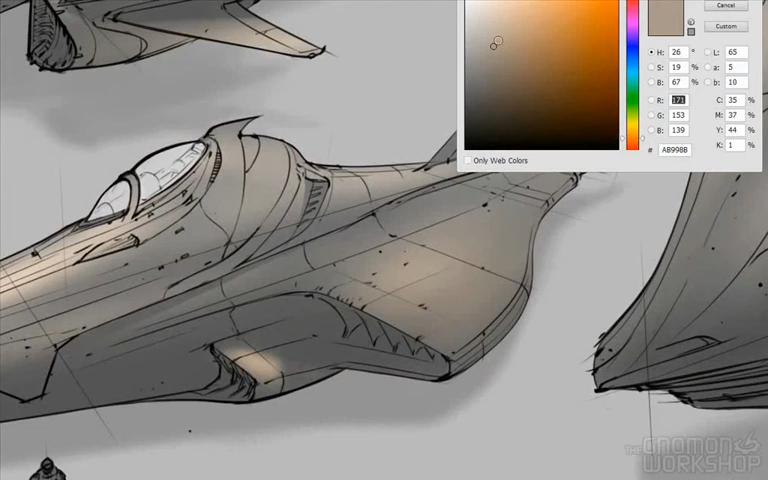 Cancel
Custom
H: 26 ° L: 65
S: 19 % a: 5
B: 67 % b: 10
R: 171 C: 35 %
G: 153 M: 37 %
B: 139 Y: 44 %
# AB998B K: 1 %
Only Web Colors
THE GNOMON
WORKSHOP